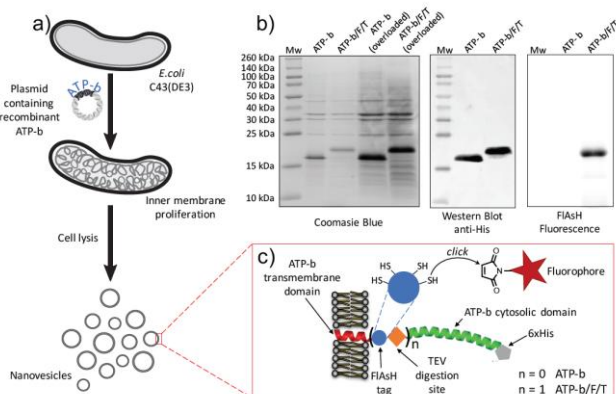 a)
E.coli
C43(DE3)
Plasmid
containing
recombinant
ATP-b
ATP-b
Inner membrane
proliferation
Cell lysis
Nanovesicles
b)
Mw
ATP- b
ATP-b/F/T
ATP- b
(overloaded)
ATP-b/F/T
(overloaded)
260 kDa
140 kDa
100 kDa
70 kDa
50 kDa
40 kDa
35 kDa
25 kDa
15 kDa
10 kDa
Coomasie Blue
Mw
ATP- b
ATP-b/F/T
Western Blot
anti-His
Mw
ATP- b
ATP-b/F/T
FlAsH
Fluorescence
c)
ATP-b
transmembrane
domain
HS
SH
HS
SH
click
O
N
O
Fluorophore
ATP-b cytosolic domain
6xHis
( ) n
FlAsH
tag
TEV
digestion
site
n = 0 ATP-b
n = 1 ATP-b/F/T